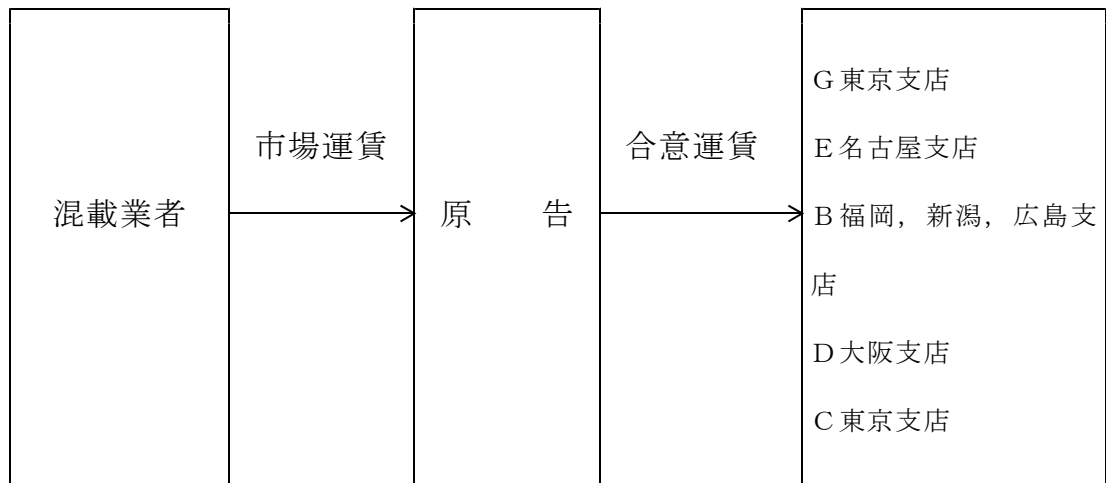 混載業者
市場運賃
原　　告
合意運賃
G東京支店
E名古屋支店
B福岡，新潟，広島支
店
D大阪支店
C東京支店